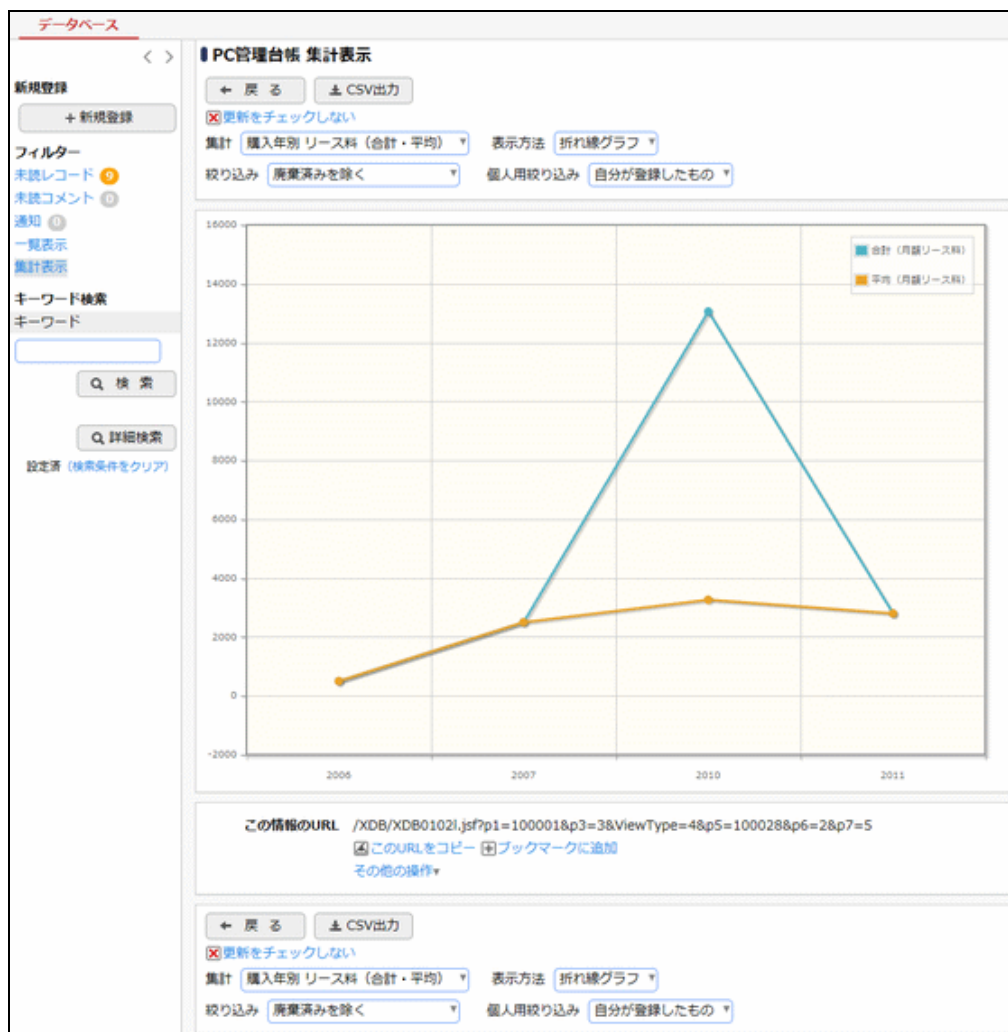 データベース
新規登録
+ 新規登録
フィルター
未読レコード 9
未読コメント 0
通知 0
一覧表示
集計表示
キーワード検索
キーワード
検 索
詳細検索
設定済 (検索条件をクリア)
PC管理台帳 集計表示
戻 る CSV出力
更新をチェックしない
集計 購入年別 リース料（合計・平均） 表示方法 折れ線グラフ
絞り込み 廃棄済みを除く 個人用絞り込み 自分が登録したもの
16000
合計（月額リース料）
14000
平均（月額リース料）
12000
10000
8000
6000
4000
2000
0
-2000
2006 2007 2010 2011
この情報のURL /XDB/XDB0102l.jsf?p1=100001&p3=3&ViewType=4&p5=100028&p6=2&p7=5
このURLをコピー ブックマークに追加
その他の操作
戻 る CSV出力
更新をチェックしない
集計 購入年別 リース料（合計・平均） 表示方法 折れ線グラフ
絞り込み 廃棄済みを除く 個人用絞り込み 自分が登録したもの